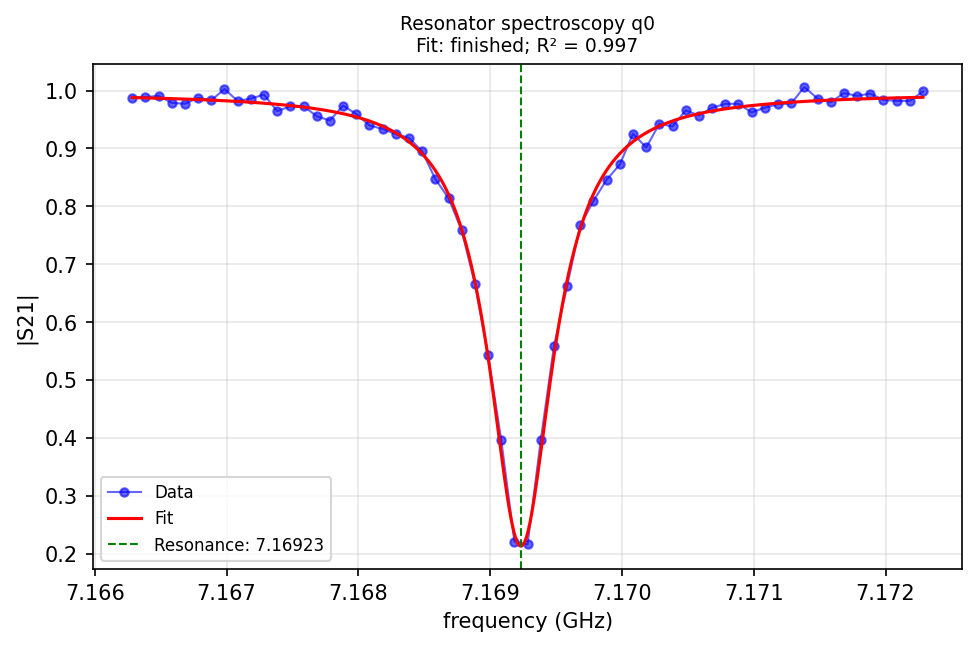 Resonator spectroscopy q0
Fit: finished; R² = 0.997
|S21|
1.0
0.9
0.8
0.7
0.6
0.5
0.4
0.3
0.2
Data
Fit
Resonance: 7.16923
7.166 7.167 7.168 7.169 7.170 7.171 7.172
frequency (GHz)